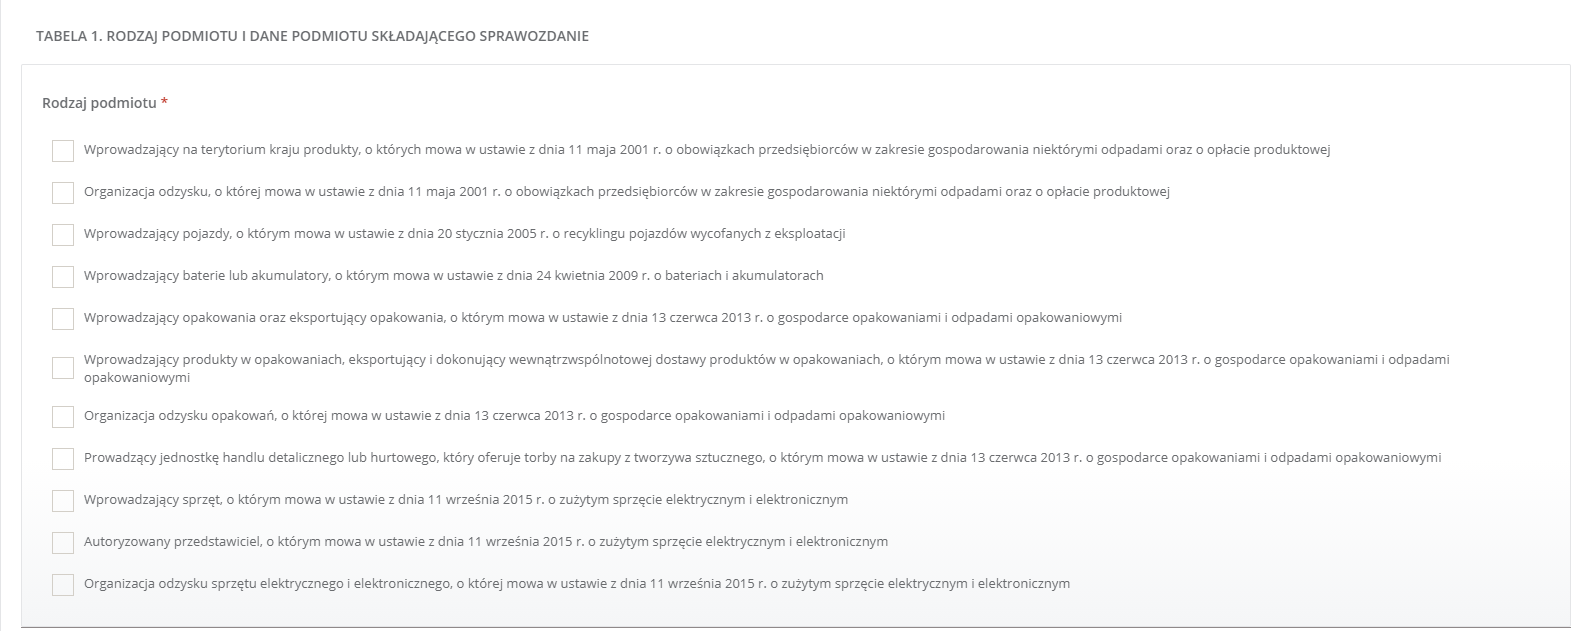 TABELA 1. RODZAJ PODMIOTU I DANE PODMIOTU SKŁADAJĄCEGO SPRAWOZDANIE
Rodzaj podmiotu *
Wprowadzający na terytorium kraju produkty, o których mowa w ustawie z dnia 11 maja 2001 r. o obowiązkach przedsiębiorców w zakresie gospodarowania niektórymi odpadami oraz o opłacie produktowej
Organizacja odzysku, o której mowa w ustawie z dnia 11 maja 2001 r. o obowiązkach przedsiębiorców w zakresie gospodarowania niektórymi odpadami oraz o opłacie produktowej
Wprowadzający pojazdy, o którym mowa w ustawie z dnia 20 stycznia 2005 r. o recyklingu pojazdów wycofanych z eksploatacji
Wprowadzający baterie lub akumulatory, o którym mowa w ustawie z dnia 24 kwietnia 2009 r. o bateriach i akumulatorach
Wprowadzający opakowania oraz eksportujący opakowania, o którym mowa w ustawie z dnia 13 czerwca 2013 r. o gospodarce opakowaniami i odpadami opakowaniowymi
Wprowadzający produkty w opakowaniach, eksportujący i dokonujący wewnątrzwspólnotowej dostawy produktów w opakowaniach, o którym mowa w ustawie z dnia 13 czerwca 2013 r. o gospodarce opakowaniami i odpadami
opakowaniowymi
Organizacja odzysku opakowań, o której mowa w ustawie z dnia 13 czerwca 2013 r. o gospodarce opakowaniami i odpadami opakowaniowymi
Prowadzący jednostkę handlu detalicznego lub hurtowego, który oferuje torby na zakupy z tworzywa sztucznego, o którym mowa w ustawie z dnia 13 czerwca 2013 r. o gospodarce opakowaniami i odpadami opakowaniowymi
Wprowadzający sprzęt, o którym mowa w ustawie z dnia 11 września 2015 r. o zużytym sprzęcie elektrycznym i elektronicznym
Autoryzowany przedstawiciel, o którym mowa w ustawie z dnia 11 września 2015 r. o zużytym sprzęcie elektrycznym i elektronicznym
Organizacja odzysku sprzętu elektrycznego i elektronicznego, o której mowa w ustawie z dnia 11 września 2015 r. o zużytym sprzęcie elektrycznym i elektronicznym